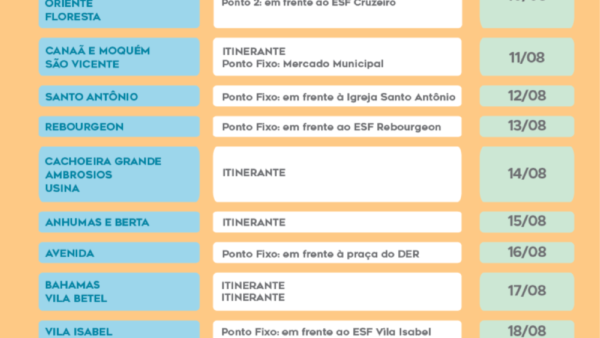 ORIENTE
FLORESTA
Ponto 2: em frente ao ESF Cruzeiro
CANAÃ E MOQUÉM
SÃO VICENTE
ITINERANTE
Ponto Fixo: Mercado Municipal
11/08
SANTO ANTÔNIO
Ponto Fixo: em frente à Igreja Santo Antônio
12/08
REBOURGEON
Ponto Fixo: em frente ao ESF Rebourgeon
13/08
CACHOEIRA GRANDE
AMBROSIOS
USINA
ITINERANTE
14/08
ANHUMAS E BERTA
ITINERANTE
15/08
AVENIDA
Ponto Fixo: em frente à praça do DER
16/08
BAHAMAS
VILA BETEL
ITINERANTE
ITINERANTE
17/08
VILA ISABEL
Ponto Fixo: em frente ao ESF Vila Isabel
18/08